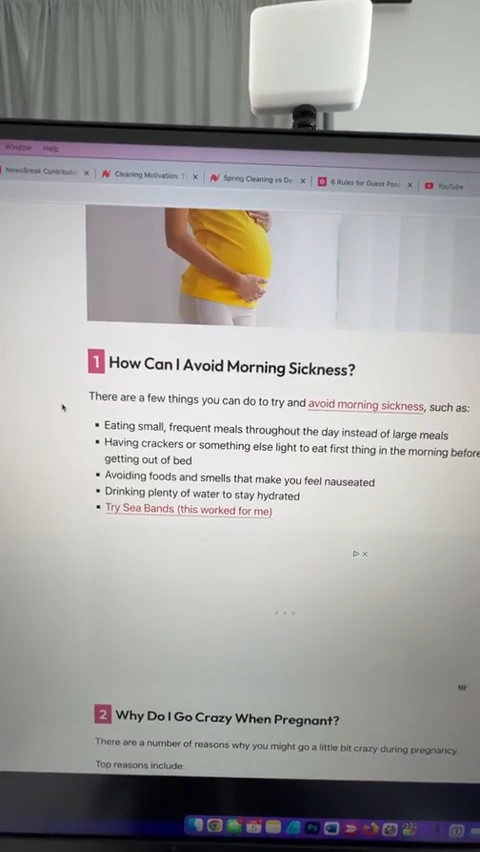 Window Help
NewsBreak Contributo
Cleaning Motivation: 1
Spring Cleaning vs De
6 Rules for Guest Post
YouTube
1 How Can I Avoid Morning Sickness?
There are a few things you can do to try and avoid morning sickness, such as:
▪ Eating small, frequent meals throughout the day instead of large meals
▪ Having crackers or something else light to eat first thing in the morning before
getting out of bed
▪ Avoiding foods and smells that make you feel nauseated
▪ Drinking plenty of water to stay hydrated
▪ Try Sea Bands (this worked for me)
2 Why Do I Go Crazy When Pregnant?
There are a number of reasons why you might go a little bit crazy during pregnancy.
Top reasons include: